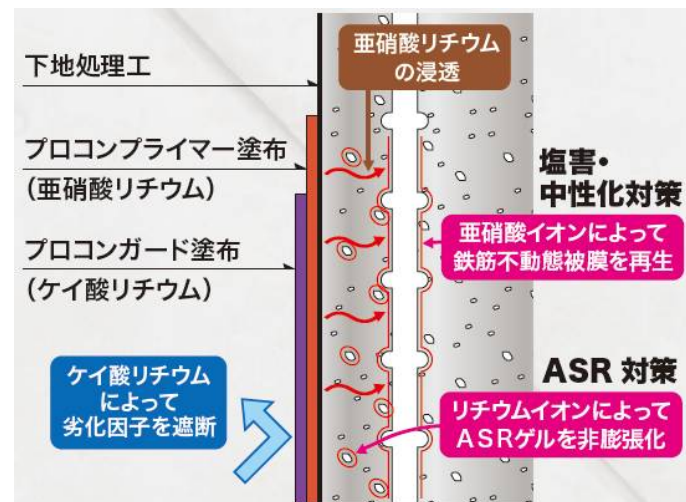 下地処理工
プロコンプライマー塗布
(亜硝酸リチウム)
プロコンガード塗布
(ケイ酸リチウム)
ケイ酸リチウム
によって
劣化因子を遮断
亜硝酸リチウム
の浸透
塩害・
中性化対策
亜硝酸イオンによって
鉄筋不動態被膜を再生
ASR 対策
リチウムイオンによって
ASRゲルを非膨張化